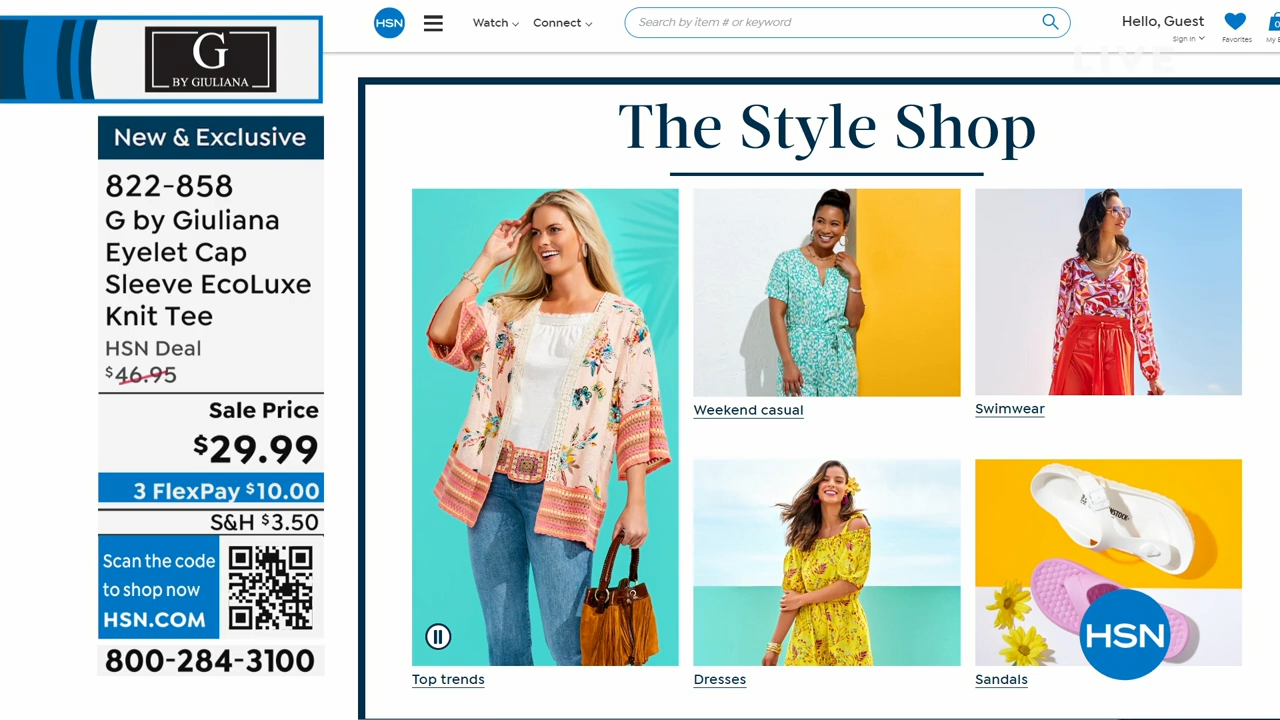 G
BY GIULIANA
New & Exclusive
822-858
G by Giuliana
Eyelet Cap
Sleeve EcoLuxe
Knit Tee
HSN Deal
$46.95
Sale Price
$29.99
3 FlexPay $10.00
S&H $3.50
Scan the code
to shop now
HSN.COM
800-284-3100
HSN
Watch
Connect
Search by item # or keyword
Hello, Guest
Sign In
Favorites
0
My
LIVE
The Style Shop
Top trends
Weekend casual
Swimwear
Dresses
Sandals
HSN